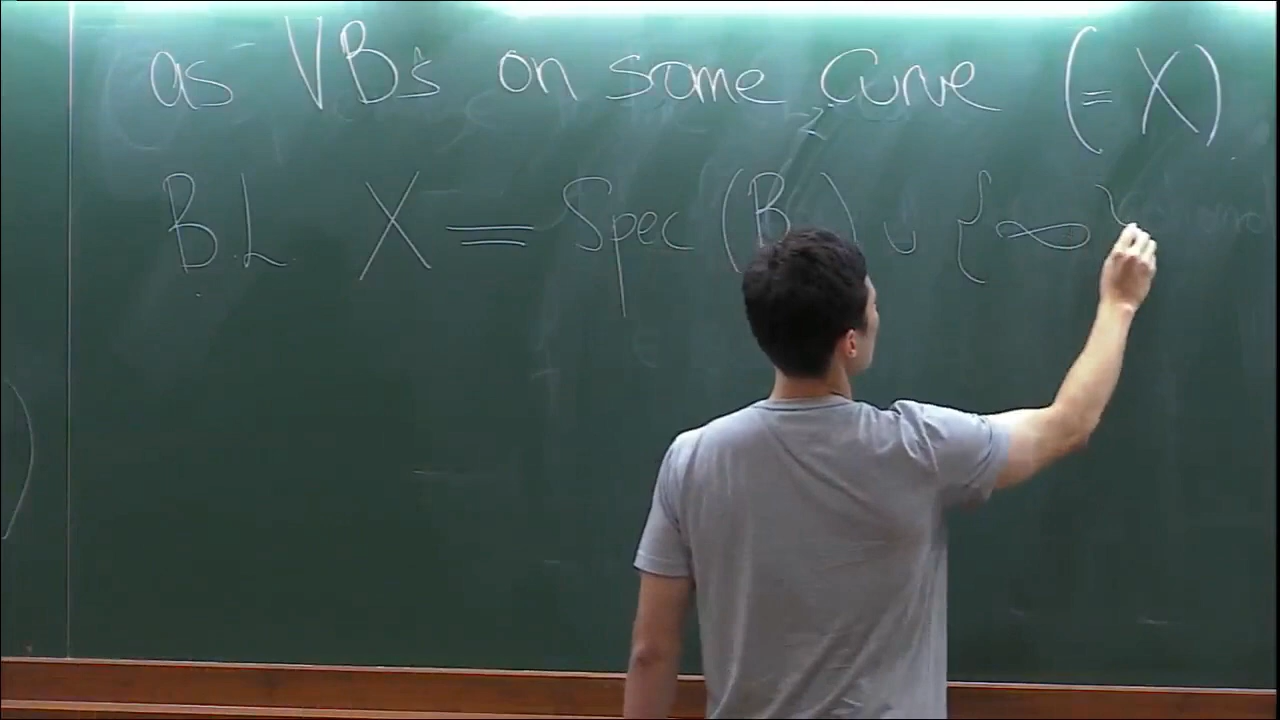 as VBs on some curve (= X)
B.L X = Spec (B ) ∪ {∞}